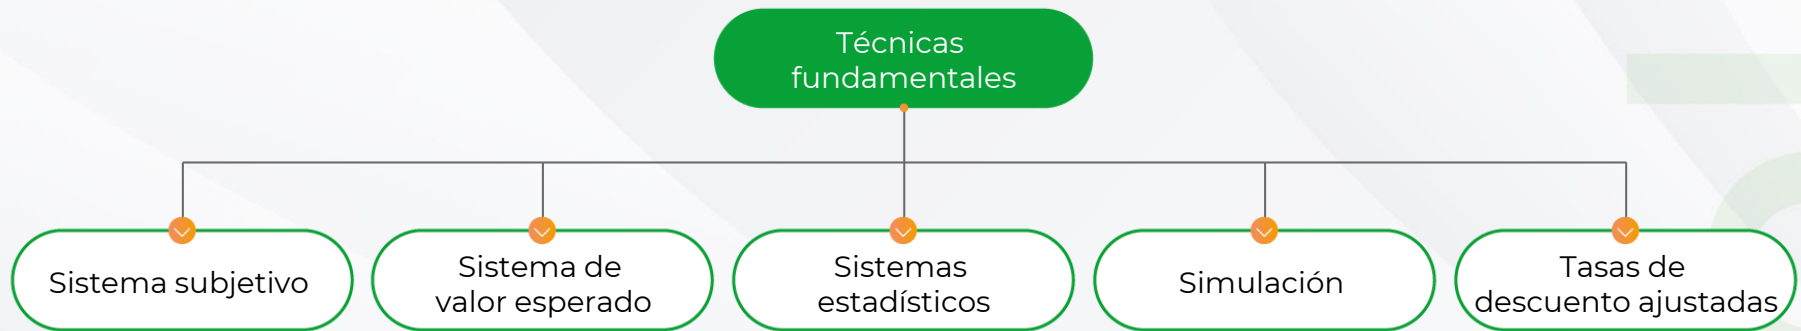 Técnicas
fundamentales
Sistema subjetivo
Sistema de
valor esperado
Sistemas
estadísticos
Simulación
Tasas de
descuento ajustadas